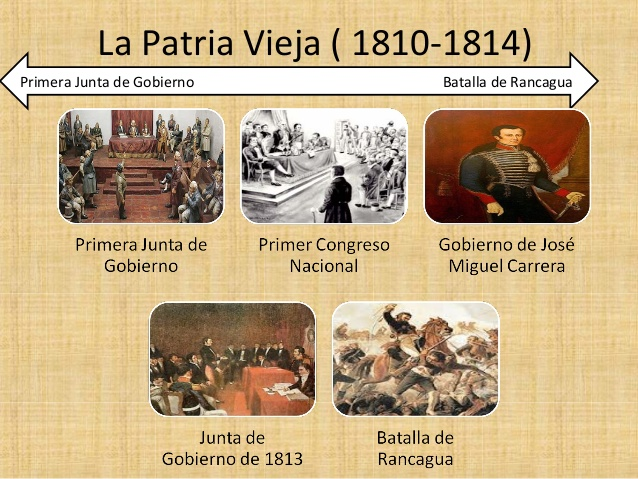 La Patria Vieja ( 1810-1814)
Primera Junta de Gobierno
Batalla de Rancagua
Primera Junta de
Gobierno
Primer Congreso
Nacional
Gobierno de José
Miguel Carrera
Junta de
Gobierno de 1813
Batalla de
Rancagua